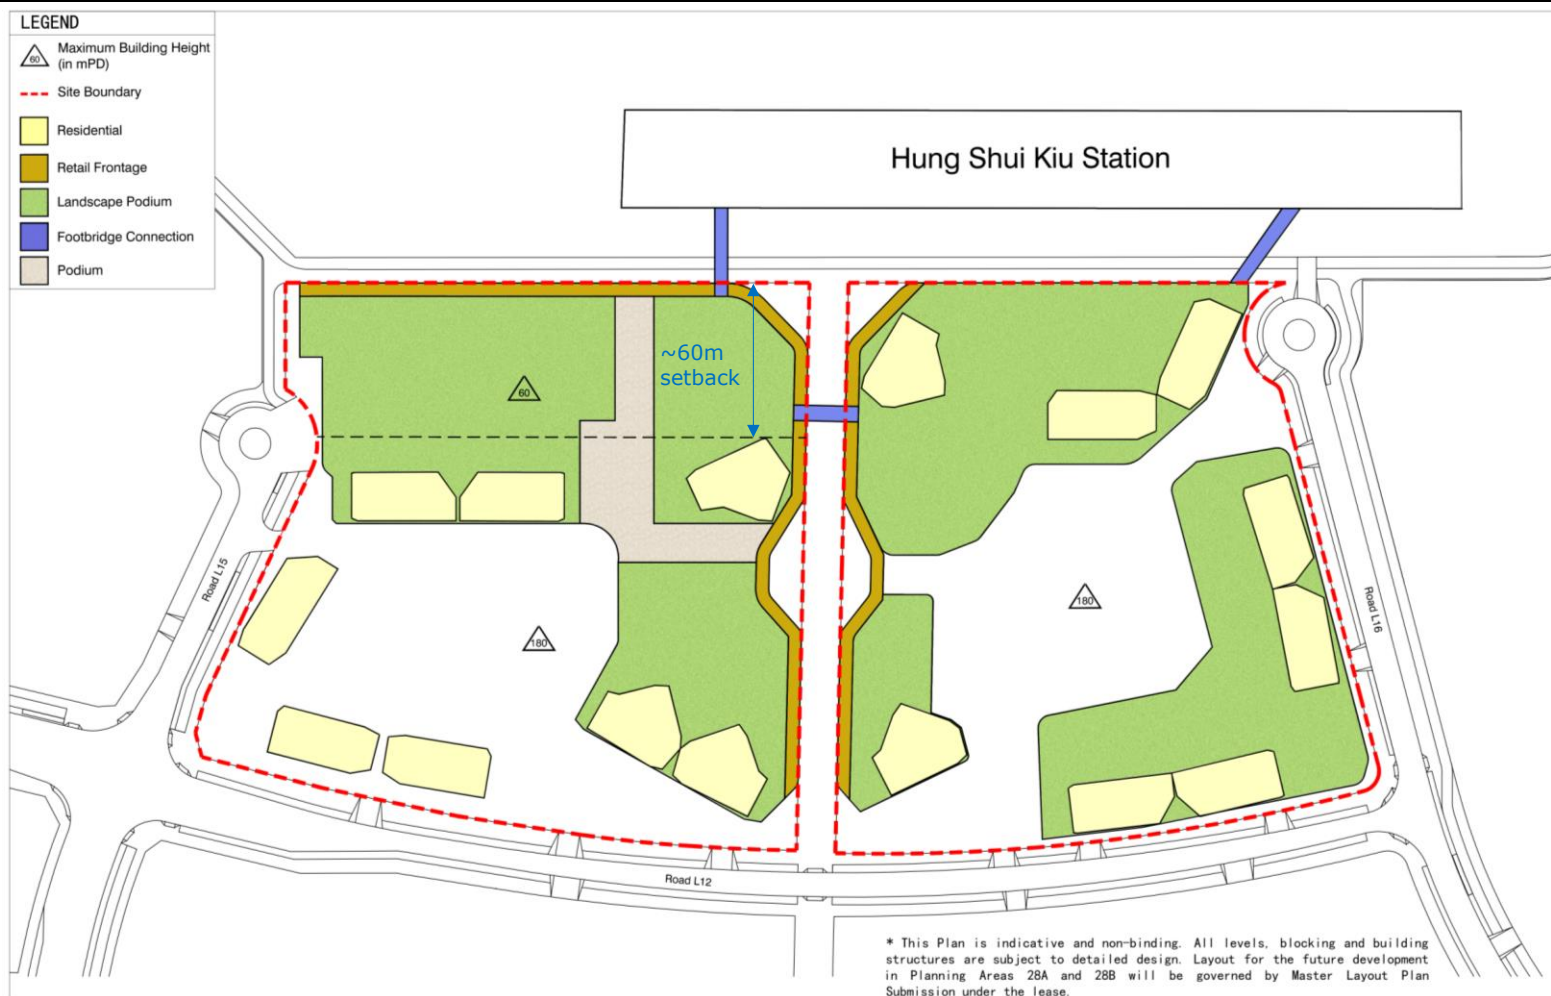 LEGEND
60
Maximum Building Height
(in mPD)
Site Boundary
Residential
Retail Frontage
Landscape Podium
Footbridge Connection
Podium
Hung Shui Kiu Station
~60m
setback
60
Road L15
180
180
Road L16
Road L12
* This Plan is indicative and non-binding. All levels, blocking and building
structures are subject to detailed design. Layout for the future development
in Planning Areas 28A and 28B will be governed by Master Layout Plan
Submission under the lease.